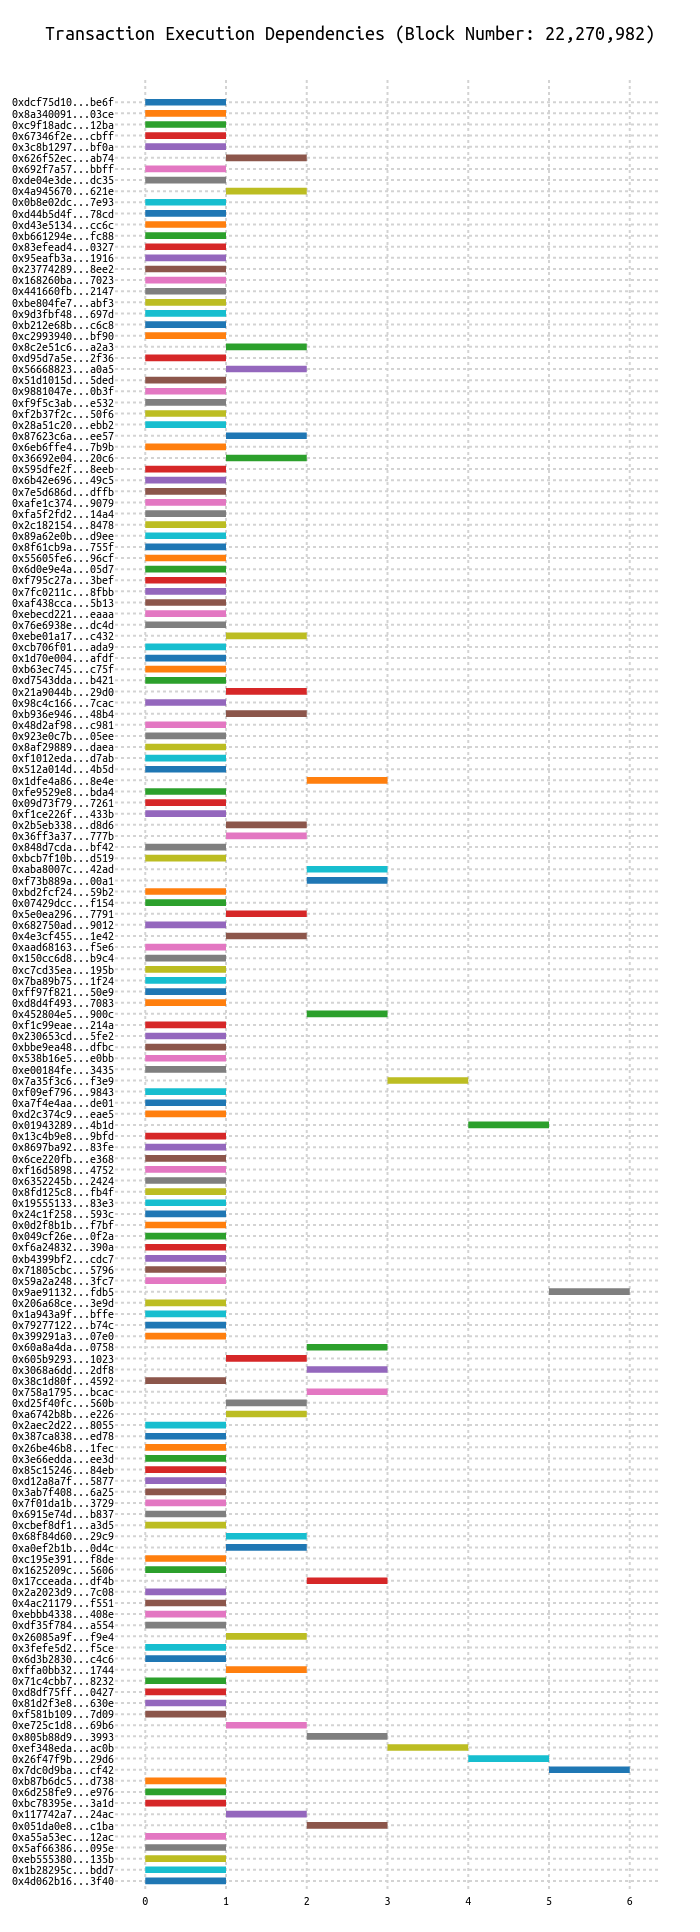 Transaction Execution Dependencies (Block Number: 22,270,982)
0xdcf75d10...be6f
0x8a340091...03ce
0xc9f18adc...12ba
0x67346f2e...cbff
0x3c8b1297...bf0a
0x626f52ec...ab74
0x692f7a57...bbff
0xde04e3de...dc35
0x4a945670...621e
0x0b8e02dc...7e93
0xd44b5d4f...78cd
0xd43e5134...cc6c
0xb661294e...fc88
0x83efead4...0327
0x95eafb3a...1916
0x23774289...8ee2
0x168260ba...7023
0x441660fb...2147
0xbe804fe7...abf3
0x9d3fbf48...697d
0xb212e68b...c6c8
0xc2993940...bf90
0x8c2e51c6...a2a3
0xd95d7a5e...2f36
0x56668823...a0a5
0x51d1015d...5ded
0x9881047e...0b3f
0xf9f5c3ab...e532
0xf2b37f2c...50f6
0x28a51c20...ebb2
0x87623c6a...ee57
0x6eb6ffe4...7b9b
0x36692e04...20c6
0x595dfe2f...8eeb
0x6b42e696...49c5
0x7e5d686d...dffb
0xafe1c374...9079
0xfa5f2fd2...14a4
0x2c182154...8478
0x89a62e0b...d9ee
0x8f61cb9a...755f
0x55605fe6...96cf
0x6d0e9e4a...05d7
0xf795c27a...3bef
0x7fc0211c...8fbb
0xaf438cca...5b13
0xebecd221...eaaa
0x76e6938e...dc4d
0xebe01a17...c432
0xcb706f01...ada9
0x1d70e004...afdf
0xb63ec745...c75f
0xd7543dda...b421
0x21a9044b...29d0
0x98c4c166...7cac
0xb936e946...48b4
0x48d2af98...c981
0x923e0c7b...05ee
0x8af29889...daea
0xf1012eda...d7ab
0x512a014d...4b5d
0x1dfe4a86...8e4e
0xfe9529e8...bda4
0x09d73f79...7261
0xf1ce226f...433b
0x2b5eb338...d8d6
0x36ff3a37...777b
0x848d7cda...bf42
0xbcb7f10b...d519
0xaba8007c...42ad
0xf73b889a...00a1
0xbd2fcf24...59b2
0x07429dcc...f154
0x5e0ea296...7791
0x682750ad...9012
0x4e3cf455...1e42
0xaad68163...f5e6
0x150cc6d8...b9c4
0xc7cd35ea...195b
0x7ba89b75...1f24
0xff97f821...50e9
0xd8d4f493...7083
0x452804e5...900c
0xf1c99eae...214a
0x230653cd...5fe2
0xbbe9ea48...dfbc
0x538b16e5...e0bb
0xe00184fe...3435
0x7a35f3c6...f3e9
0xf09ef796...9843
0xa7f4e4aa...de01
0xd2c374c9...eae5
0x01943289...4b1d
0x13c4b9e8...9bfd
0x8697ba92...83fe
0x6ce220fb...e368
0xf16d5898...4752
0x6352245b...2424
0x8fd125c8...fb4f
0x19555133...83e3
0x24c1f258...593c
0x0d2f8b1b...f7bf
0x049cf26e...0f2a
0xf6a24832...390a
0xb4399bf2...cdc7
0x71805cbc...5796
0x59a2a248...3fc7
0x9ae91132...fdb5
0x206a68ce...3e9d
0x1a943a9f...bffe
0x79277122...b74c
0x399291a3...07e0
0x60a8a4da...0758
0x605b9293...1023
0x3068a6dd...2df8
0x38c1d80f...4592
0x758a1795...bcac
0xd25f40fc...560b
0xa6742b8b...e226
0x2aec2d22...8055
0x387ca838...ed78
0x26be46b8...1fec
0x3e66edda...ee3d
0x85c15246...84eb
0xd12a8a7f...5877
0x3ab7f408...6a25
0x7f01da1b...3729
0x6915e74d...b837
0xcbef8df1...a3d5
0x68f84d60...29c9
0xa0ef2b1b...0d4c
0xc195e391...f8de
0x1625209c...5606
0x17cceada...df4b
0x2a2023d9...7c08
0x4ac21179...f551
0xebbb4338...408e
0xdf35f784...a554
0x26085a9f...f9e4
0x3fefe5d2...f5ce
0x6d3b2830...c4c6
0xffa0bb32...1744
0x71c4cbb7...8232
0xd8df75ff...0427
0x81d2f3e8...630e
0xf581b109...7d09
0xe725c1d8...69b6
0x805b88d9...3993
0xef348eda...ac0b
0x26f47f9b...29d6
0x7dc0d9ba...cf42
0xb87b6dc5...d738
0x6d258fe9...e976
0xbc78395e...3a1d
0x117742a7...24ac
0x051da0e8...c1ba
0xa55a53ec...12ac
0x5af66386...095e
0xeb555380...135b
0x1b28295c...bdd7
0x4d062b16...3f40
0 1 2 3 4 5 6